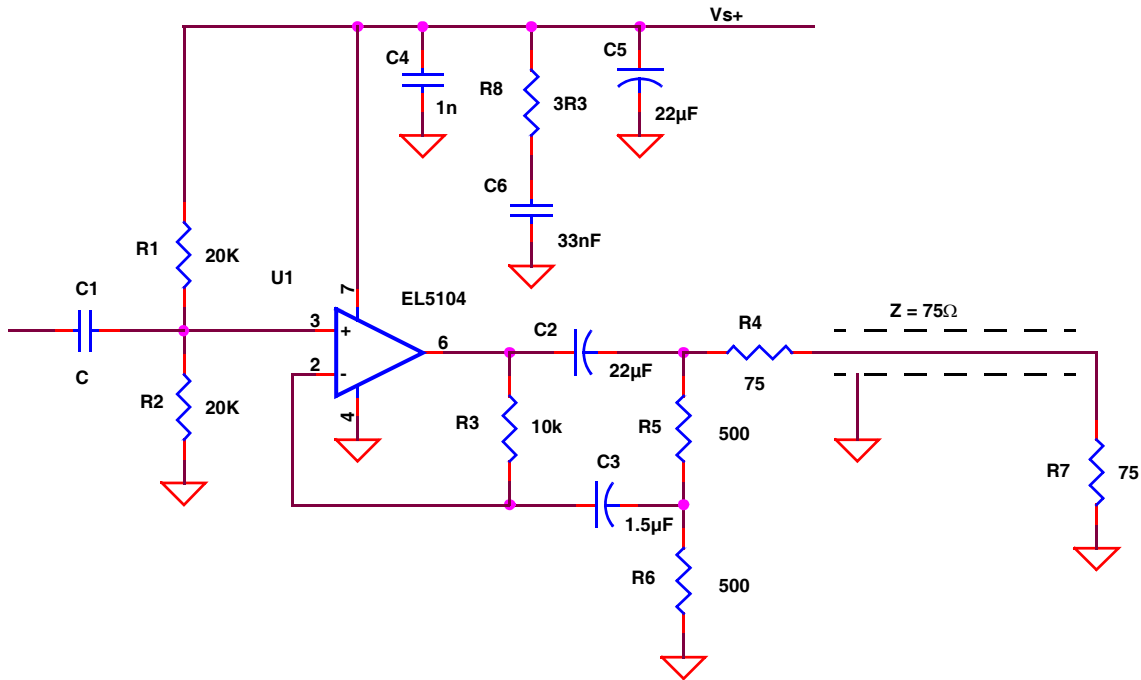 Vs+
C4
1n
R8
3R3
C5
22µF
C6
33nF
R1
20K
U1
7
EL5104
C1
C
3
+
2
-
6
4
R2
20K
C2
22µF
R4
75
Z = 75Ω
R3
10k
R5
500
C3
1.5µF
R7
75
R6
500